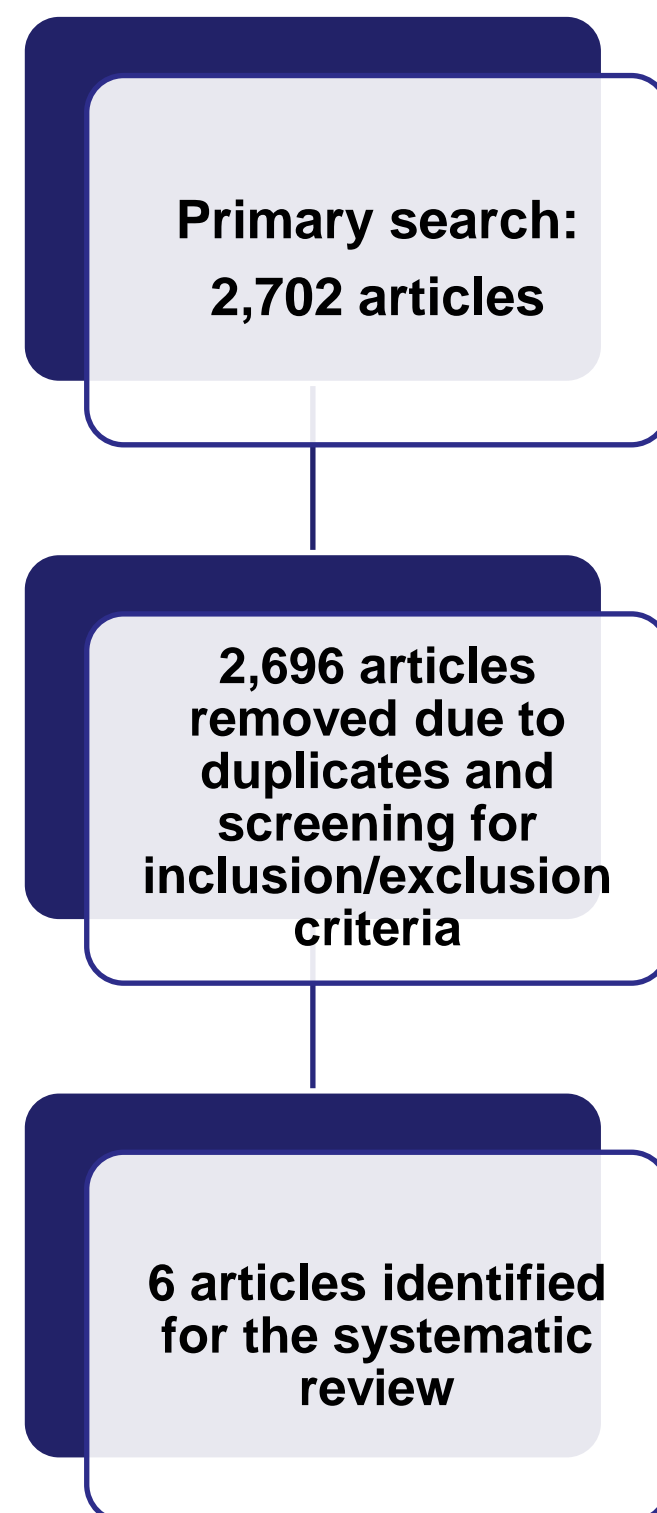 Primary search:
2,702 articles
2,696 articles
removed due to
duplicates and
screening for
inclusion/exclusion
criteria
6 articles identified
for the systematic
review